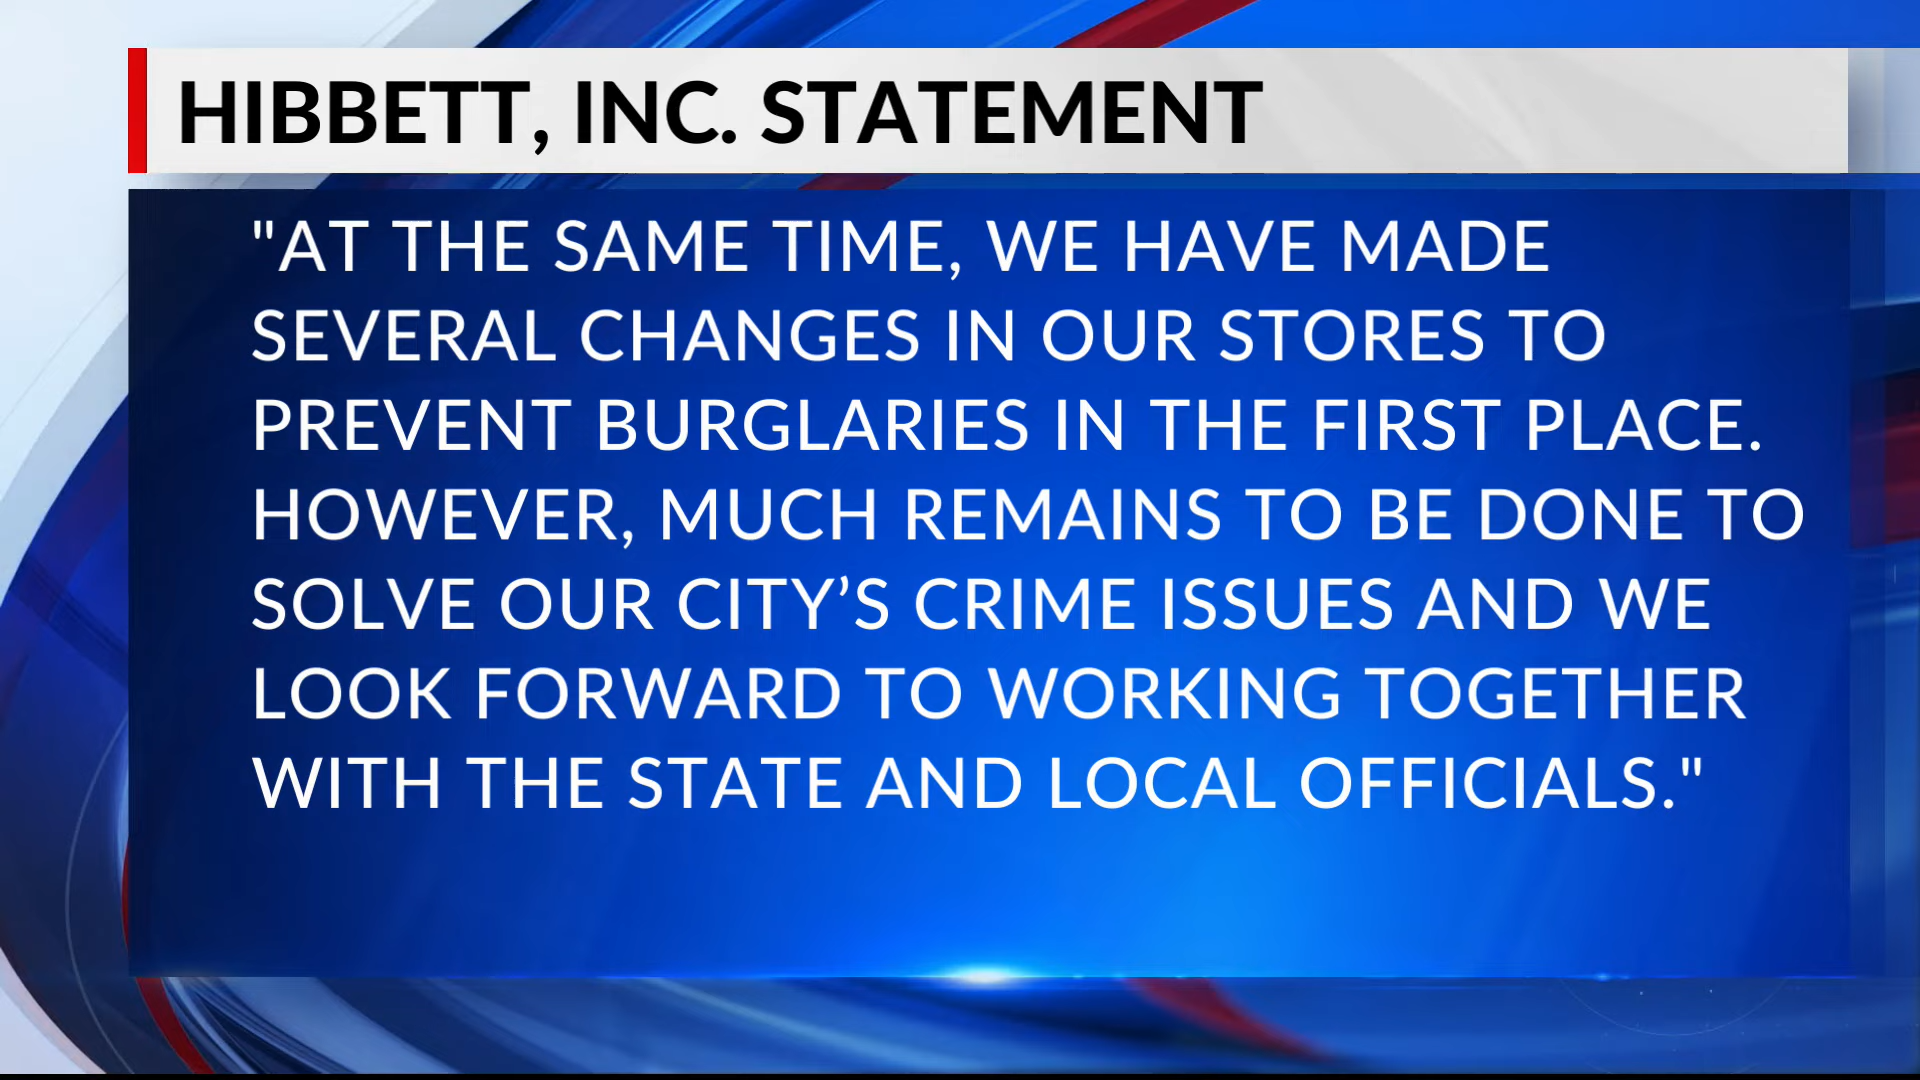 HIBBETT, INC. STATEMENT
"AT THE SAME TIME, WE HAVE MADE
SEVERAL CHANGES IN OUR STORES TO
PREVENT BURGLARIES IN THE FIRST PLACE.
HOWEVER, MUCH REMAINS TO BE DONE TO
SOLVE OUR CITY’S CRIME ISSUES AND WE
LOOK FORWARD TO WORKING TOGETHER
WITH THE STATE AND LOCAL OFFICIALS."